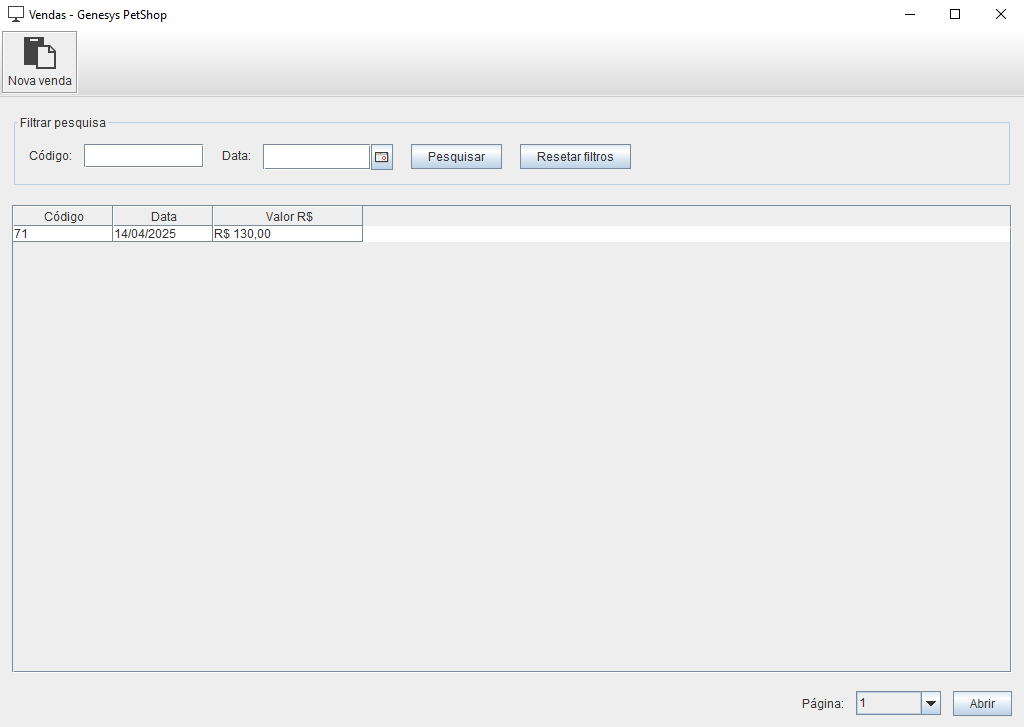 Vendas - Genesys PetShop
Nova venda
Filtrar pesquisa
Código: Data: Pesquisar Resetar filtros
Código Data Valor R$
71 14/04/2025 R$ 130,00
Página: 1 Abrir